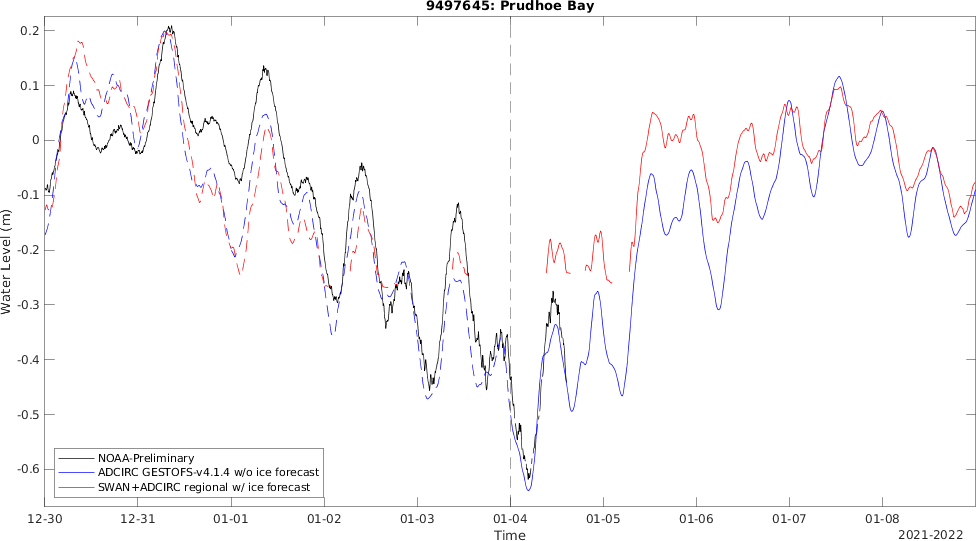 9497645: Prudhoe Bay
0.2
0.1
0
-0.1
-0.2
-0.3
-0.4
-0.5
-0.6
Water Level (m)
NOAA-Preliminary
ADCIRC GESTOFS-v4.1.4 w/o ice forecast
SWAN+ADCIRC regional w/ ice forecast
12-30 12-31 01-01 01-02 01-03 01-04 01-05 01-06 01-07 01-08
Time
2021-2022